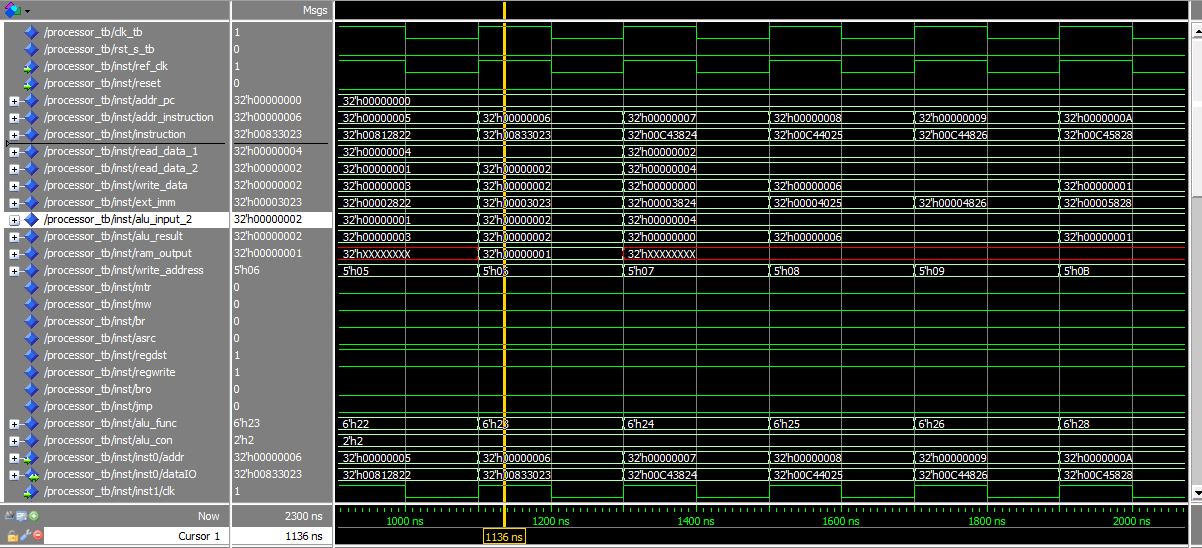 Msgs
/processor_tb/clk_tb 1
/processor_tb/rst_s_tb 0
/processor_tb/inst/ref_clk 1
/processor_tb/inst/reset 0
/processor_tb/inst/addr_pc 32'h00000000 32'h00000000
/processor_tb/inst/addr_instruction 32'h00000006 32'h00000005 32'h00000006 32'h00000007 32'h00000008 32'h00000009 32'h0000000A
/processor_tb/inst/instruction 32'h00833023 32'h00812822 32'h00833023 32'h00C43824 32'h00C44025 32'h00C44826 32'h00C45828
/processor_tb/inst/read_data_1 32'h00000004 32'h00000004 32'h00000002
/processor_tb/inst/read_data_2 32'h00000002 32'h00000001 32'h00000002 32'h00000004
/processor_tb/inst/write_data 32'h00000002 32'h00000003 32'h00000002 32'h00000000 32'h00000006 32'h00000001
/processor_tb/inst/ext_imm 32'h00003023 32'h00002822 32'h00003023 32'h00003824 32'h00004025 32'h00004826 32'h00005828
/processor_tb/inst/alu_input_2 32'h00000002 32'h00000001 32'h00000002 32'h00000004
/processor_tb/inst/alu_result 32'h00000002 32'h00000003 32'h00000002 32'h00000000 32'h00000006 32'h00000001
/processor_tb/inst/ram_output 32'h00000001 32'hXXXXXXXX 32'h00000001 32'hXXXXXXXX
/processor_tb/inst/write_address 5'h06 5'h05 5'h06 5'h07 5'h08 5'h09 5'h0B
/processor_tb/inst/mtr 0
/processor_tb/inst/mw 0
/processor_tb/inst/br 0
/processor_tb/inst/asrc 0
/processor_tb/inst/regdst 1
/processor_tb/inst/regwrite 1
/processor_tb/inst/bro 0
/processor_tb/inst/jmp 0
/processor_tb/inst/alu_func 6'h23 6'h22 6'h23 6'h24 6'h25 6'h26 6'h28
/processor_tb/inst/alu_con 2'h2 2'h2
/processor_tb/inst/inst0/addr 32'h00000006 32'h00000005 32'h00000006 32'h00000007 32'h00000008 32'h00000009 32'h0000000A
/processor_tb/inst/inst0/dataIO 32'h00833023 32'h00812822 32'h00833023 32'h00C43824 32'h00C44025 32'h00C44826 32'h00C45828
/processor_tb/inst/inst1/clk 1
Now 2300 ns 1000 ns 1200 ns 1400 ns 1600 ns 1800 ns 2000 ns
Cursor 1 1136 ns 1136 ns